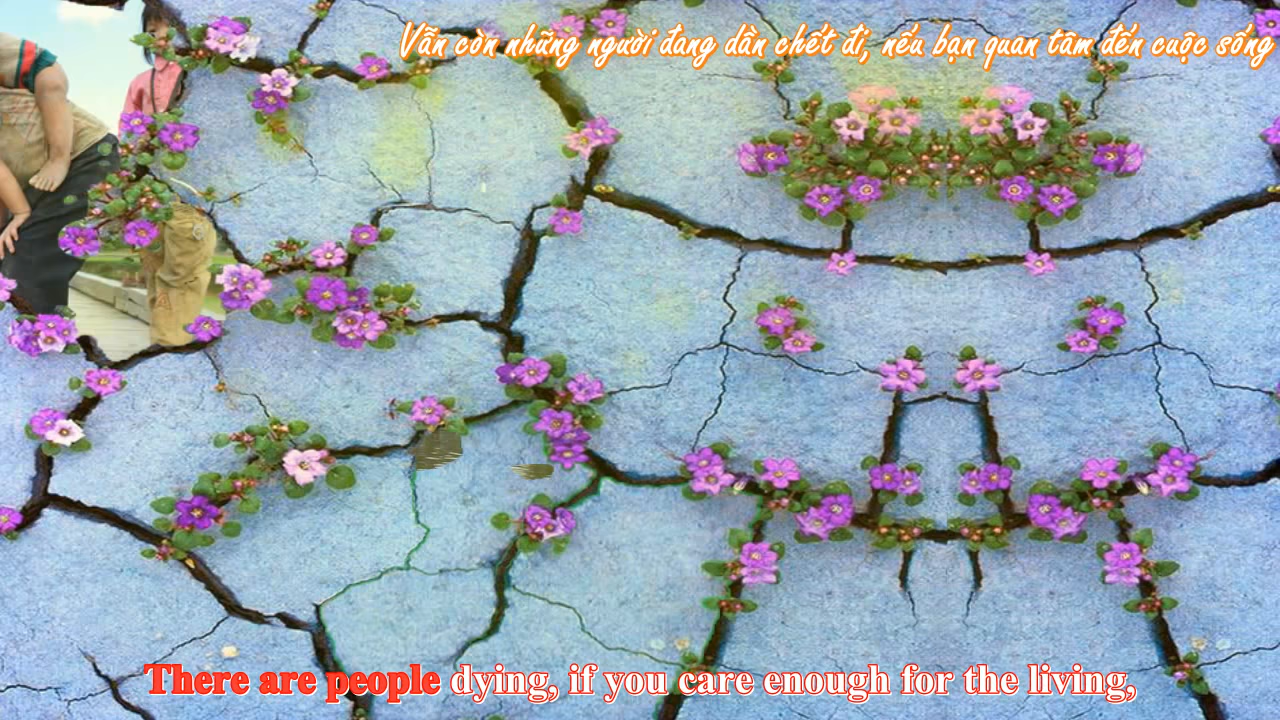 Vẫn còn những người đang dần chết đi, nếu bạn quan tâm đến cuộc sống
There are people dying, if you care enough for the living,